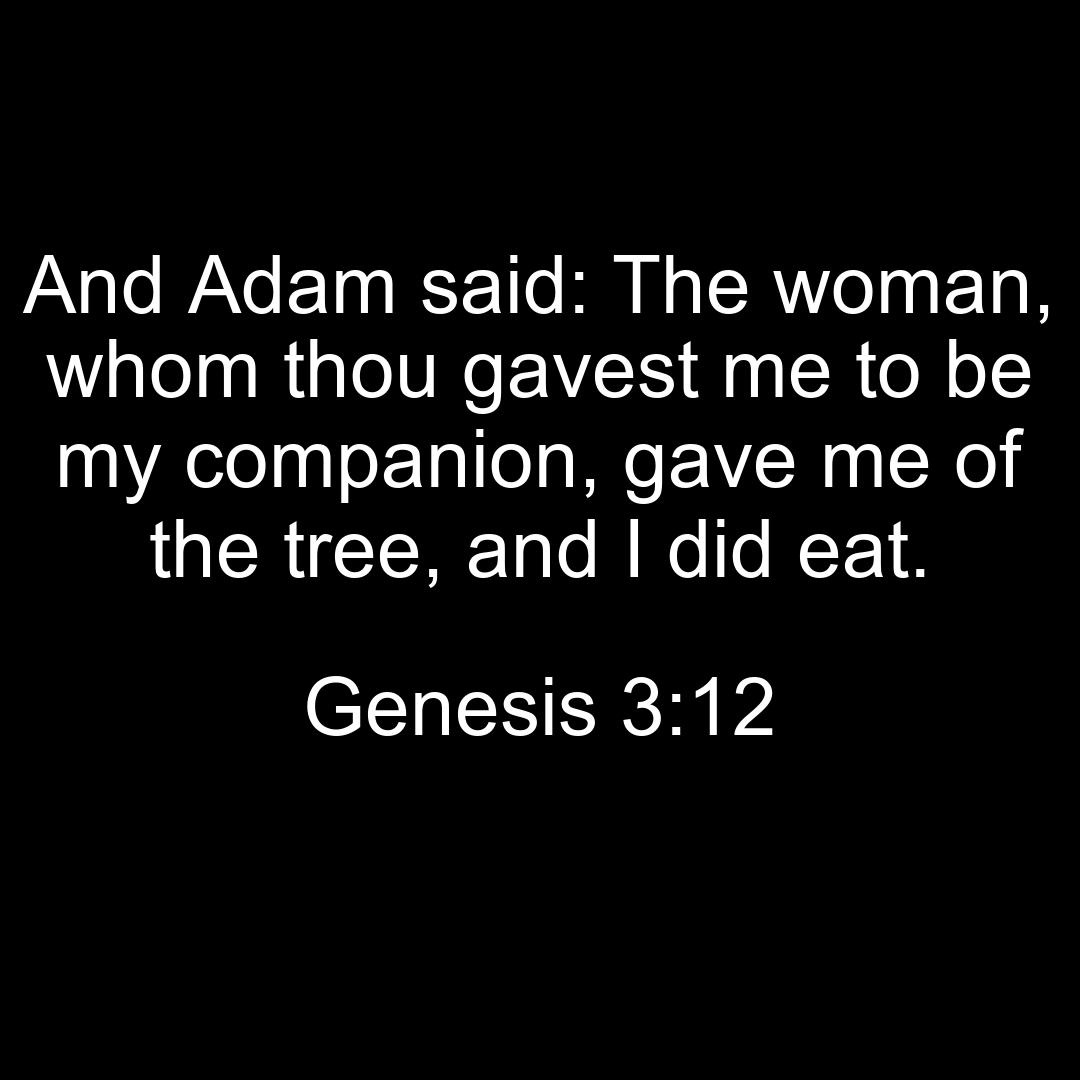 And Adam said: The woman,
whom thou gavest me to be
my companion, gave me of
the tree, and I did eat.
Genesis 3:12